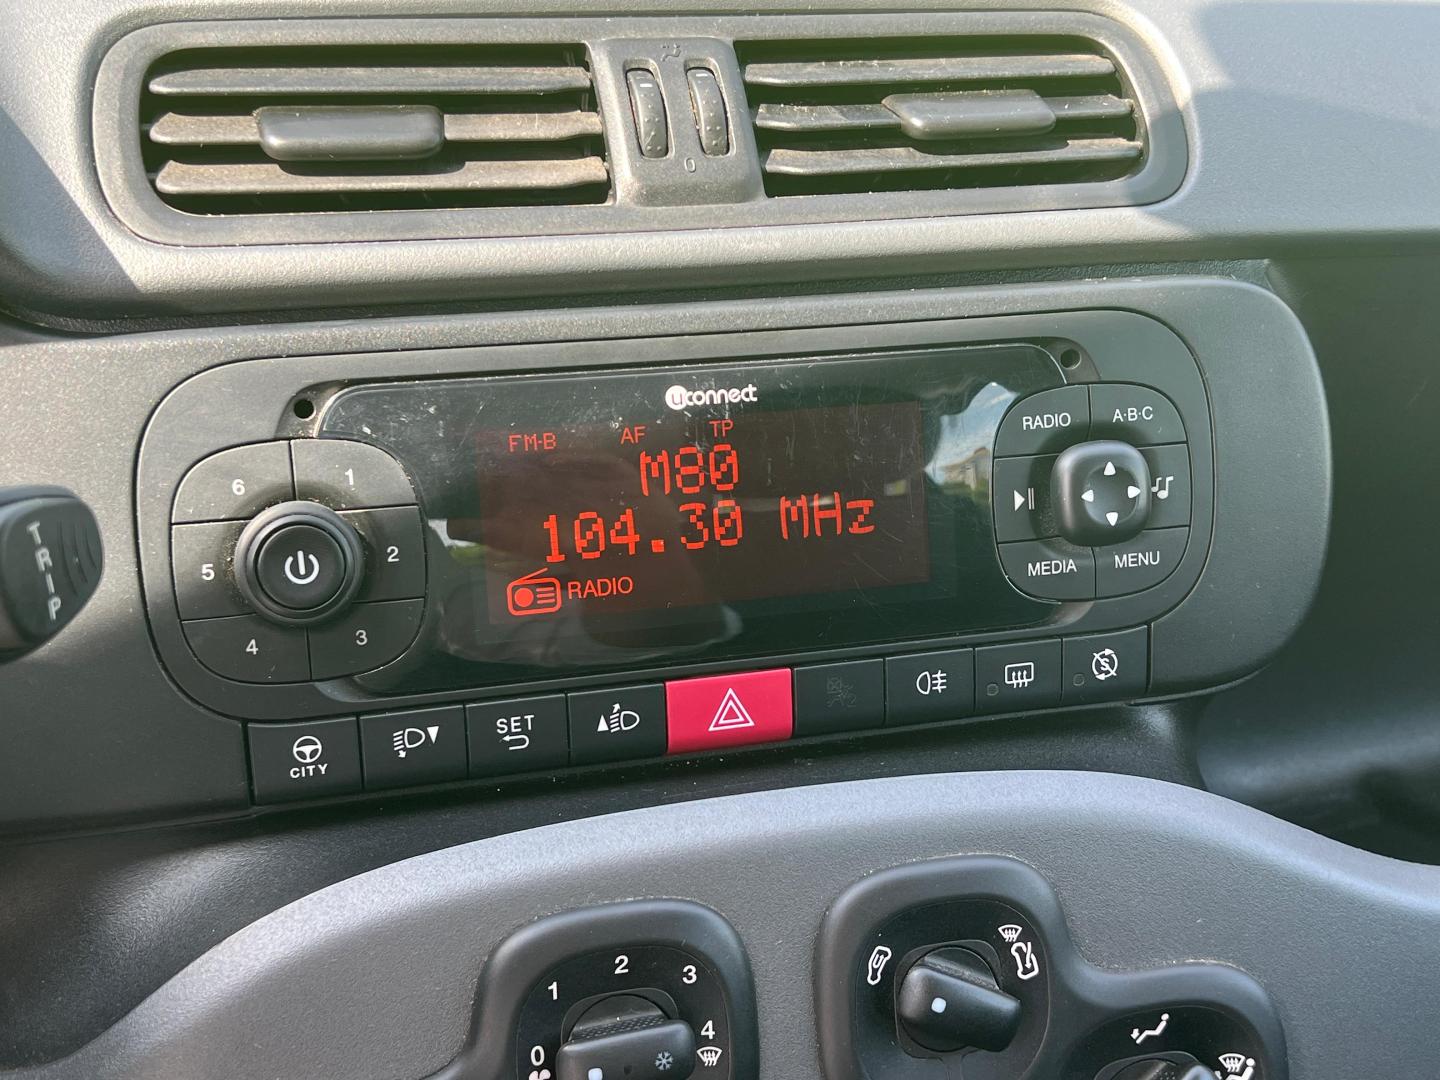 0
uconnect
FM-B AF TP
M80
104.30 MHz
RADIO
6 1
5 2
4 3
RADIO A·B·C
MEDIA MENU
TRIP
CITY
SET
0 1 2 3 4